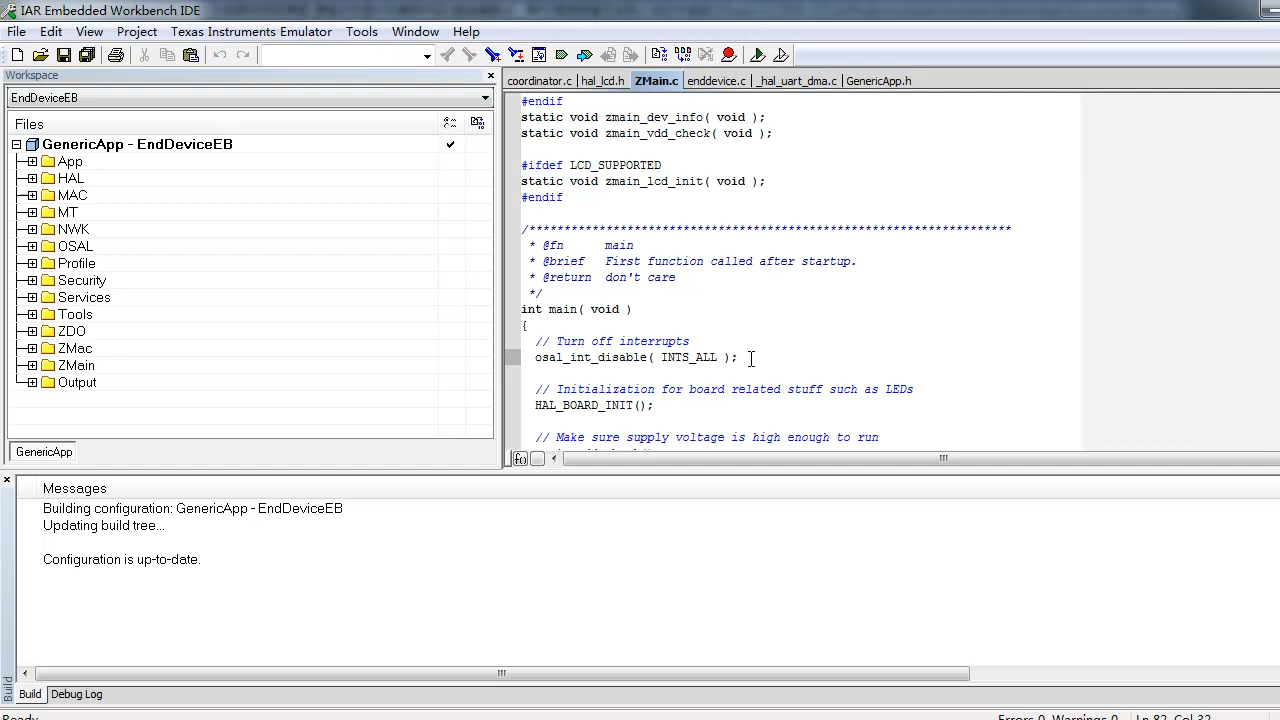 IAR Embedded Workbench IDE
File Edit View Project Texas Instruments Emulator Tools Window Help
Workspace
EndDeviceEB
Files
GenericApp - EndDeviceEB
App
HAL
MAC
MT
NWK
OSAL
Profile
Security
Services
Tools
ZDO
ZMac
ZMain
Output
GenericApp
coordinator.c hal_lcd.h ZMain.c enddevice.c _hal_uart_dma.c GenericApp.h
#endif
static void zmain_dev_info( void );
static void zmain_vdd_check( void );
#ifdef LCD_SUPPORTED
static void zmain_lcd_init( void );
#endif
/*********************************************************************
* @fn main
* @brief First function called after startup.
* @return don't care
*/
int main( void )
{
// Turn off interrupts
osal_int_disable( INTS_ALL );
// Initialization for board related stuff such as LEDs
HAL_BOARD_INIT();
// Make sure supply voltage is high enough to run
Messages
Building configuration: GenericApp - EndDeviceEB
Updating build tree...
Configuration is up-to-date.
Build
Build Debug Log
Ready
Errors 0, Warnings 0
Ln 82, Col 32